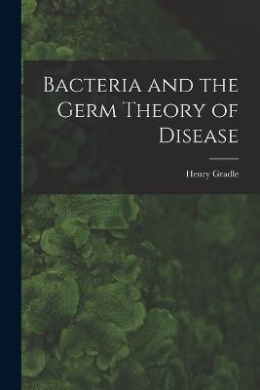 Bacteria and the
Germ Theory of
Disease
Henry Gradle